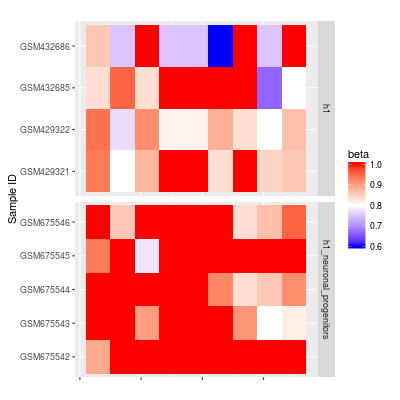 GSM432686
GSM432685
GSM429322
GSM429321
h1
GSM675546
GSM675545
GSM675544
GSM675543
GSM675542
h1_neuronal_progenitors
Sample ID
beta
1.0
0.9
0.8
0.7
0.6